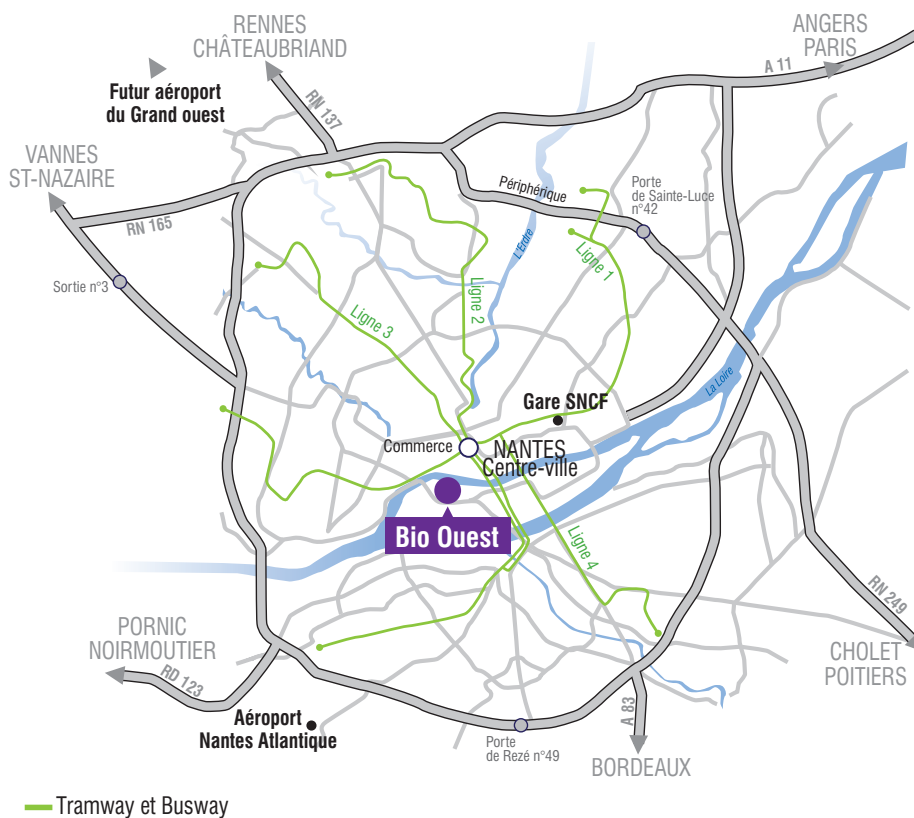 RENNES
CHÂTEAUBRIAND
ANGERS
PARIS
A 11
Futur aéroport
du Grand ouest
RN 137
VANNES
ST-NAZAIRE
Périphérique
Porte
de Sainte-Luce
n°42
RN 165
L'Erdre
Ligne 1
Sortie n°3
Ligne 2
Ligne 3
La Loire
Gare SNCF
Commerce
NANTES
Centre-ville
Bio Ouest
Ligne 4
RN 249
PORNIC
NOIRMOUTIER
CHOLET
POITIERS
RD 123
A 83
Aéroport
Nantes Atlantique
Porte
de Rezé n°49
BORDEAUX
Tramway et Busway